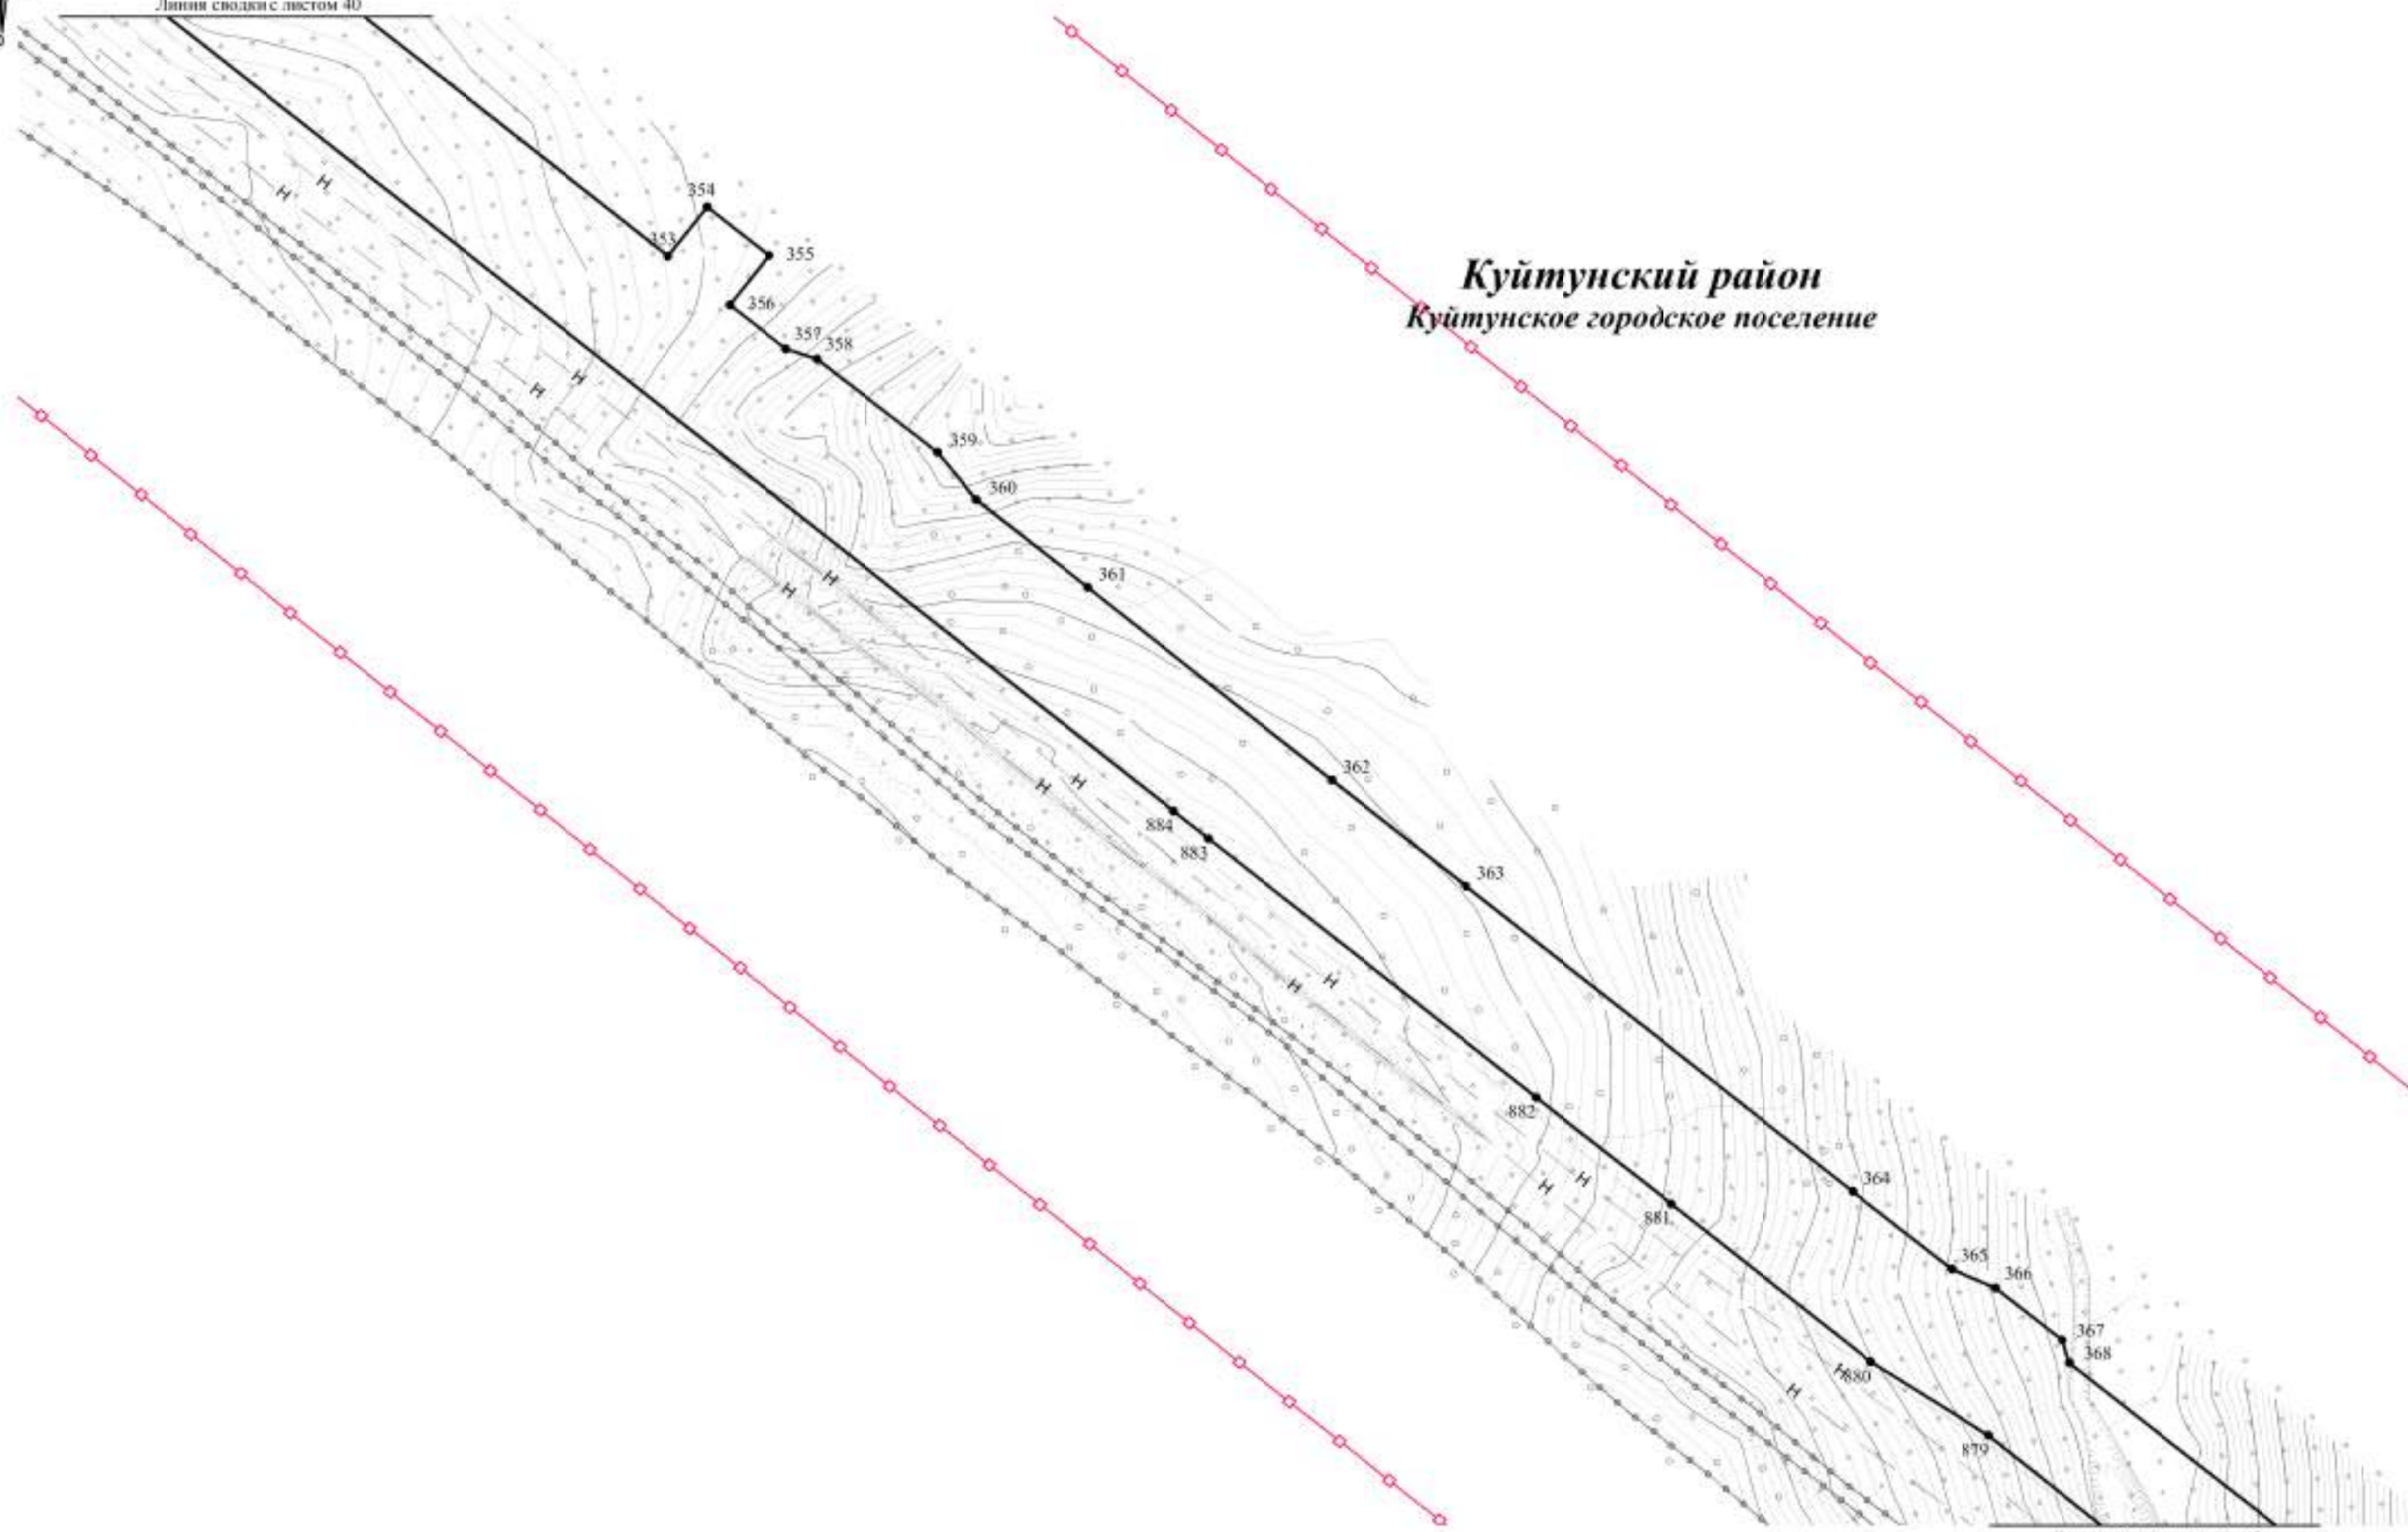 Линия сводки с листом 40
Куйтунский район
Куйтунское городское поселение
Н
Н
354
353
355
356
357
358
Н
Н
359
360
361
Н
Н
362
Н
Н
884
883
363
Н
Н
882
364
Н
Н
881
365
366
367
368
Н
880
Н
879